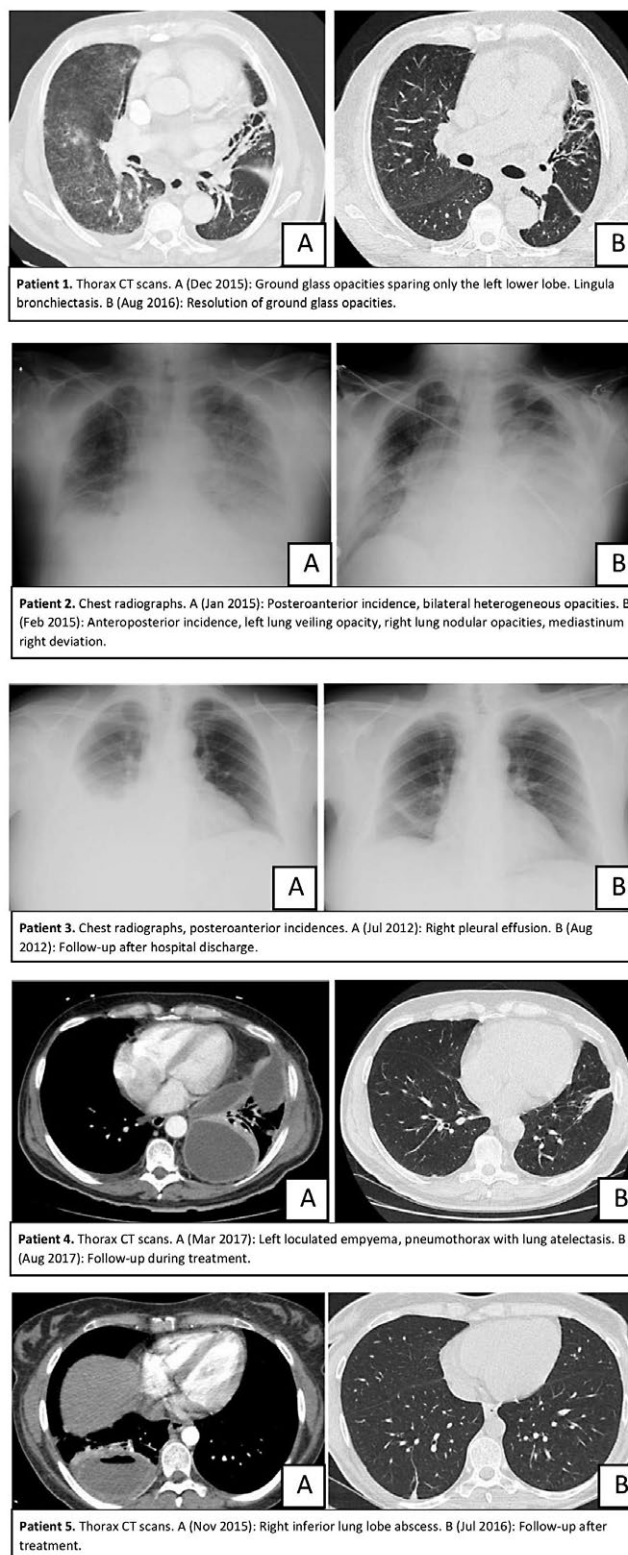 A
B
Patient 1. Thorax CT scans. A (Dec 2015): Ground glass opacities sparing only the left lower lobe. Lingula
bronchiectasis. B (Aug 2016): Resolution of ground glass opacities.
A
B
Patient 2. Chest radiographs. A (Jan 2015): Posteroanterior incidence, bilateral heterogeneous opacities. B
(Feb 2015): Anteroposterior incidence, left lung veiling opacity, right lung nodular opacities, mediastinum
right deviation.
A
B
Patient 3. Chest radiographs, posteroanterior incidences. A (Jul 2012): Right pleural effusion. B (Aug
2012): Follow-up after hospital discharge.
A
B
Patient 4. Thorax CT scans. A (Mar 2017): Left loculated empyema, pneumothorax with lung atelectasis. B
(Aug 2017): Follow-up during treatment.
A
B
Patient 5. Thorax CT scans. A (Nov 2015): Right inferior lung lobe abscess. B (Jul 2016): Follow-up after
treatment.